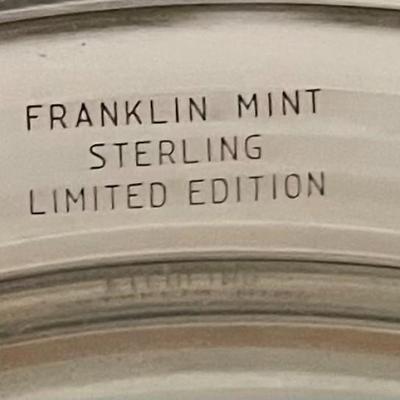 FRANKLIN MINT
STERLING
LIMITED EDITION